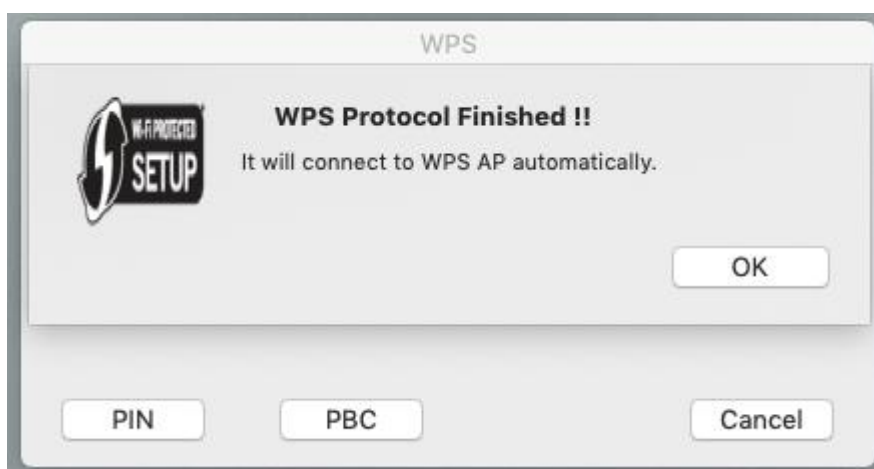 WPS
WPS Protocol Finished !!
Wi-Fi PROTECTED
SETUP
It will connect to WPS AP automatically.
OK
PIN
PBC
Cancel